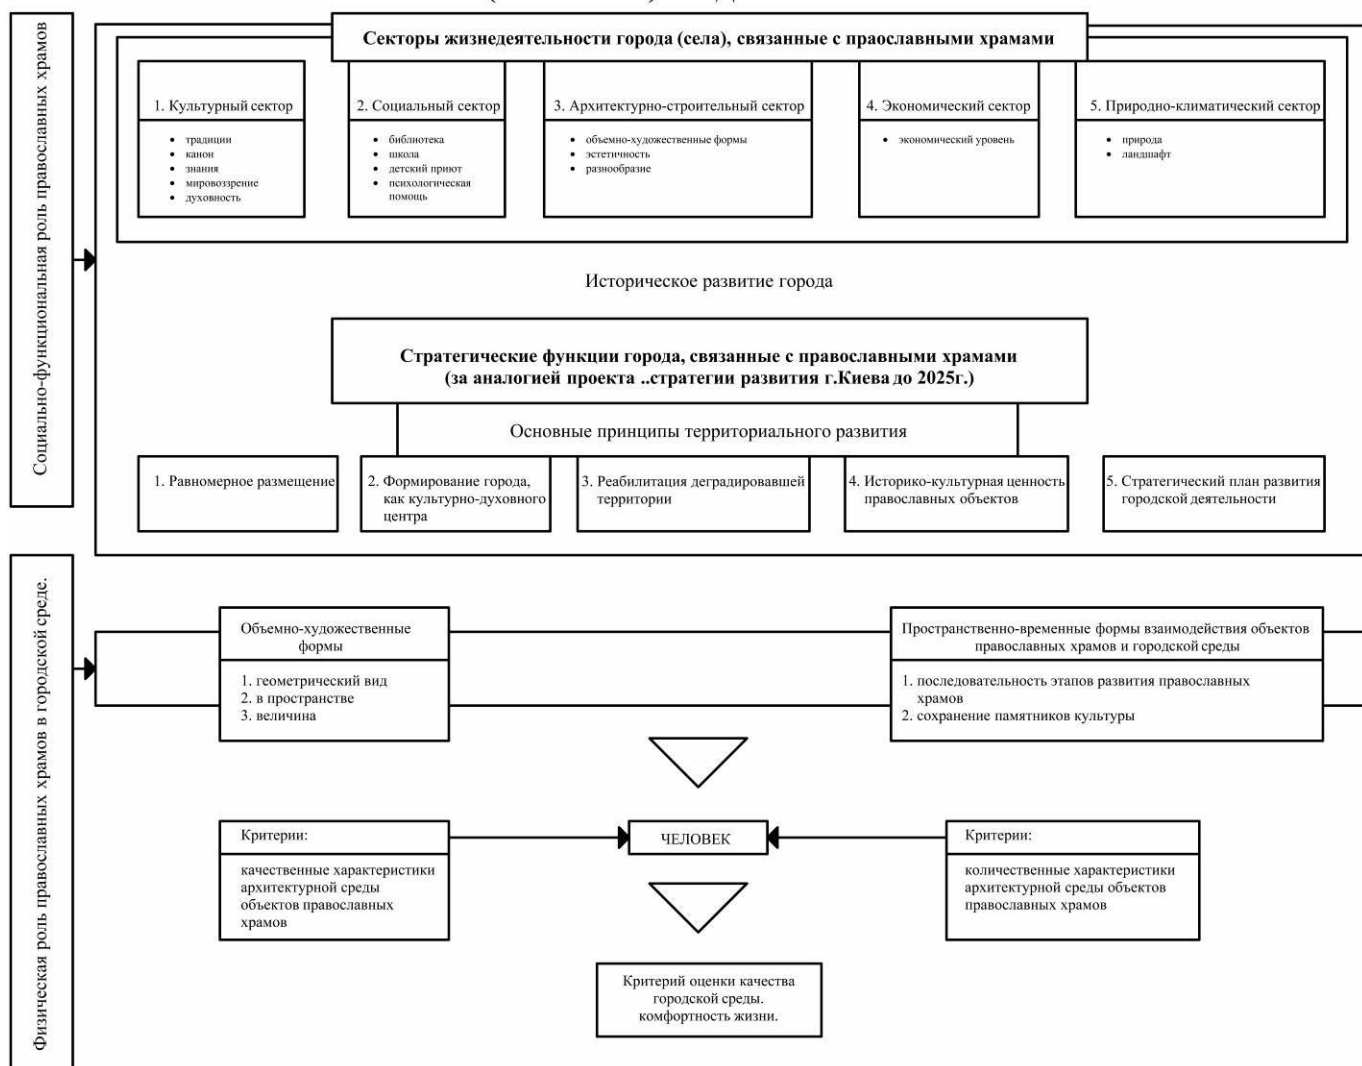 Социально-функциональная роль православных храмов
Секторы жизнедеятельности города (села), связанные с праославными храмами
1. Культурный сектор
• традиции
• канон
• знания
• мировоззрение
• духовность
2. Социальный сектор
• библиотека
• школа
• детский приют
• психологическая
помощь
3. Архитектурно-строительный сектор
• объемно-художественные формы
• эстетичность
• разнообразие
4. Экономический сектор
• экономический уровень
5. Природно-климатический сектор
• природа
• ландшафт
Историческое развитие города
Стратегические функции города, связанные с православными храмами
(за аналогией проекта ..стратегии развития г.Киева до 2025г.)
Основные принципы территориального развития
1. Равномерное размещение
2. Формирование города,
как культурно-духовного
центра
3. Реабилитация деградировавшей
территории
4. Историко-культурная ценность
православных объектов
5. Стратегический план развития
городской деятельности
Физическая роль православных храмов в городской среде.
Объемно-художественные
формы
1. геометрический вид
2. в пространстве
3. величина
Пространственно-временные формы взаимодействия объектов
православных храмов и городской среды
1. последовательность этапов развития православных
храмов
2. сохранение памятников культуры
Критерии:
качественные характеристики
архитектурной среды
объектов православных
храмов
ЧЕЛОВЕК
Критерии:
количественные характеристики
архитектурной среды объектов
православных храмов
Критерий оценки качества
городской среды.
комфортность жизни.